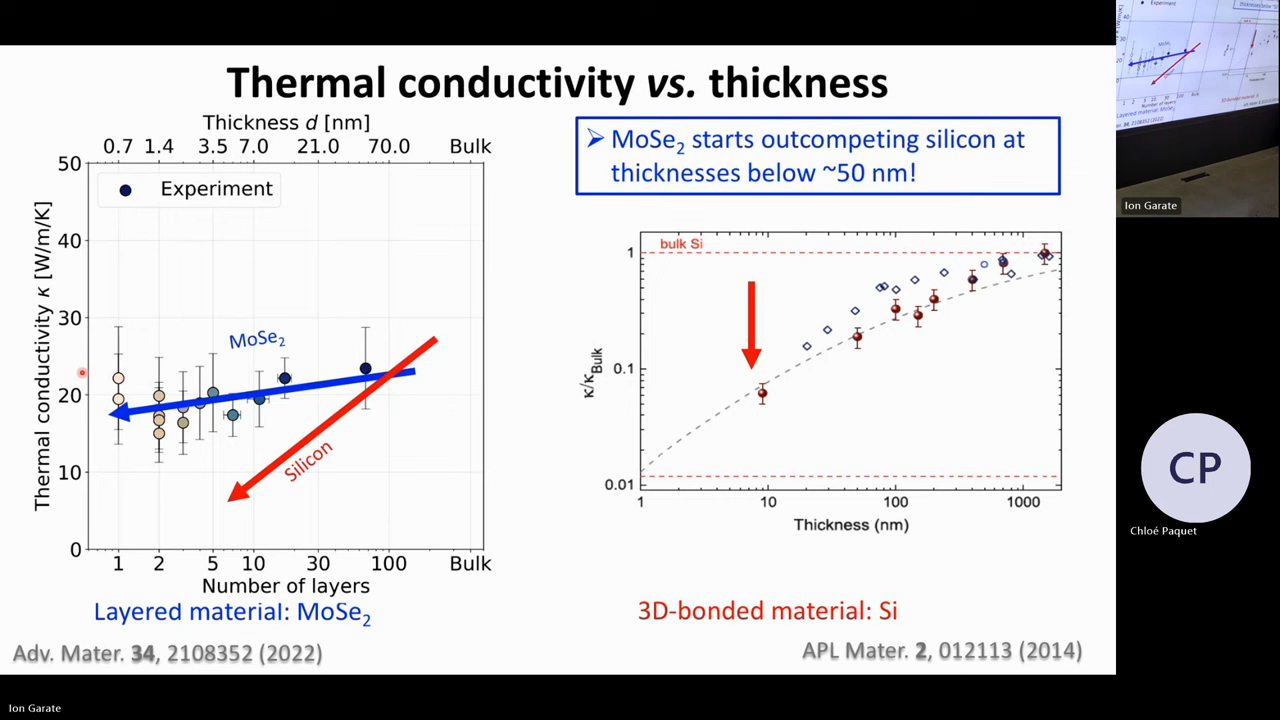 Thermal conductivity vs. thickness
Thickness d [nm]
0.7 1.4 3.5 7.0 21.0 70.0 Bulk
50
40
30
20
10
0
Thermal conductivity κ [W/m/K]
Experiment
MoSe2
Silicon
1 2 5 10 30 100 Bulk
Number of layers
Layered material: MoSe2
Adv. Mater. 34, 2108352 (2022)
➢ MoSe2 starts outcompeting silicon at
thicknesses below ~50 nm!
bulk Si
1
0.1
0.01
κ/κBulk
1 10 100 1000
Thickness (nm)
3D-bonded material: Si
APL Mater. 2, 012113 (2014)
Ion Garate
CP
Chloé Paquet
Ion Garate